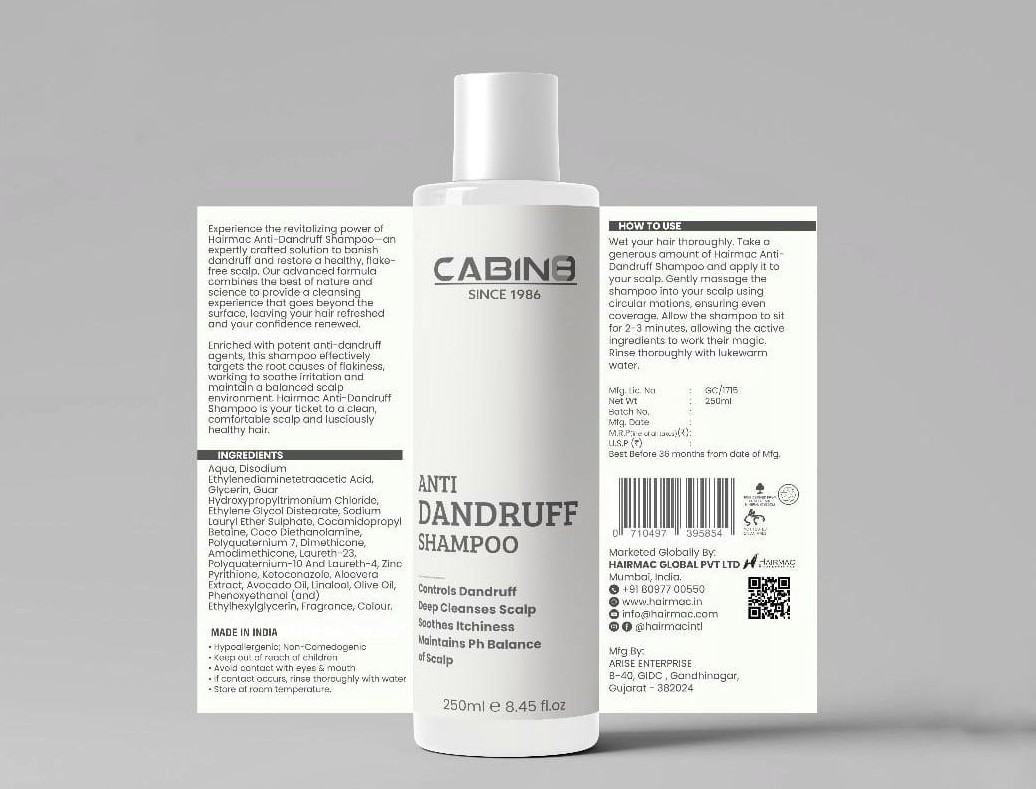 Experience the revitalizing power of
Hairmac Anti-Dandruff Shampoo—an
expertly crafted solution to banish
dandruff and restore a healthy, flake-
free scalp. Our advanced formula
combines the best of nature and
science to provide a cleansing
experience that goes beyond the
surface, leaving your hair refreshed
and your confidence renewed.
Enriched with potent anti-dandruff
agents, this shampoo effectively
targets the root causes of flakiness,
working to soothe irritation and
maintain a balanced scalp
environment. Hairmac Anti-Dandruff
Shampoo is your ticket to a clean,
comfortable scalp and lusciously
healthy hair.
INGREDIENTS
Aqua, Disodium
Ethylenediaminetetraacetic Acid,
Glycerin, Guar
Hydroxypropyltrimonium Chloride,
Ethylene Glycol Distearate, Sodium
Lauryl Ether Sulphate, Cocamidopropyl
Betaine, Coco Diethanolamine,
Polyquaternium 7, Dimethicone,
Amodimethicone, Laureth-23,
Polyquaternium-10 And Laureth-4, Zinc
Pyrithione, Ketoconazole, Aloevera
Extract, Avocado Oil, Linalool, Olive Oil,
Phenoxyethanol (and)
Ethylhexylglycerin, Fragrance, Colour.
MADE IN INDIA
• Hypoallergenic; Non-Comedogenic
• Keep out of reach of children
• Avoid contact with eyes & mouth
• If contact occurs, rinse thoroughly with water
• Store at room temperature.
CABIN8
SINCE 1986
ANTI
DANDRUFF
SHAMPOO
Controls Dandruff
Deep Cleanses Scalp
Soothes Itchiness
Maintains Ph Balance
of Scalp
250ml e 8.45 fl.oz
HOW TO USE
Wet your hair thoroughly. Take a
generous amount of Hairmac Anti-
Dandruff Shampoo and apply it to
your scalp. Gently massage the
shampoo into your scalp using
circular motions, ensuring even
coverage. Allow the shampoo to sit
for 2-3 minutes, allowing the active
ingredients to work their magic.
Rinse thoroughly with lukewarm
water.
Mfg. Lic. No : GC/1715
Net Wt : 250ml
Batch No. :
Mfg. Date :
M.R.P(incl of all taxes)(₹):
U.S.P (₹) :
Best Before 36 months from date of Mfg.
0 710497 395854
Marketed Globally By:
HAIRMAC GLOBAL PVT LTD HAIRMAC
Mumbai, India.
+91 80977 00550
www.hairmac.in
info@hairmac.com
@hairmacintl
Mfg By:
ARISE ENTERPRISE
B-40, GIDC , Gandhinagar,
Gujarat - 382024